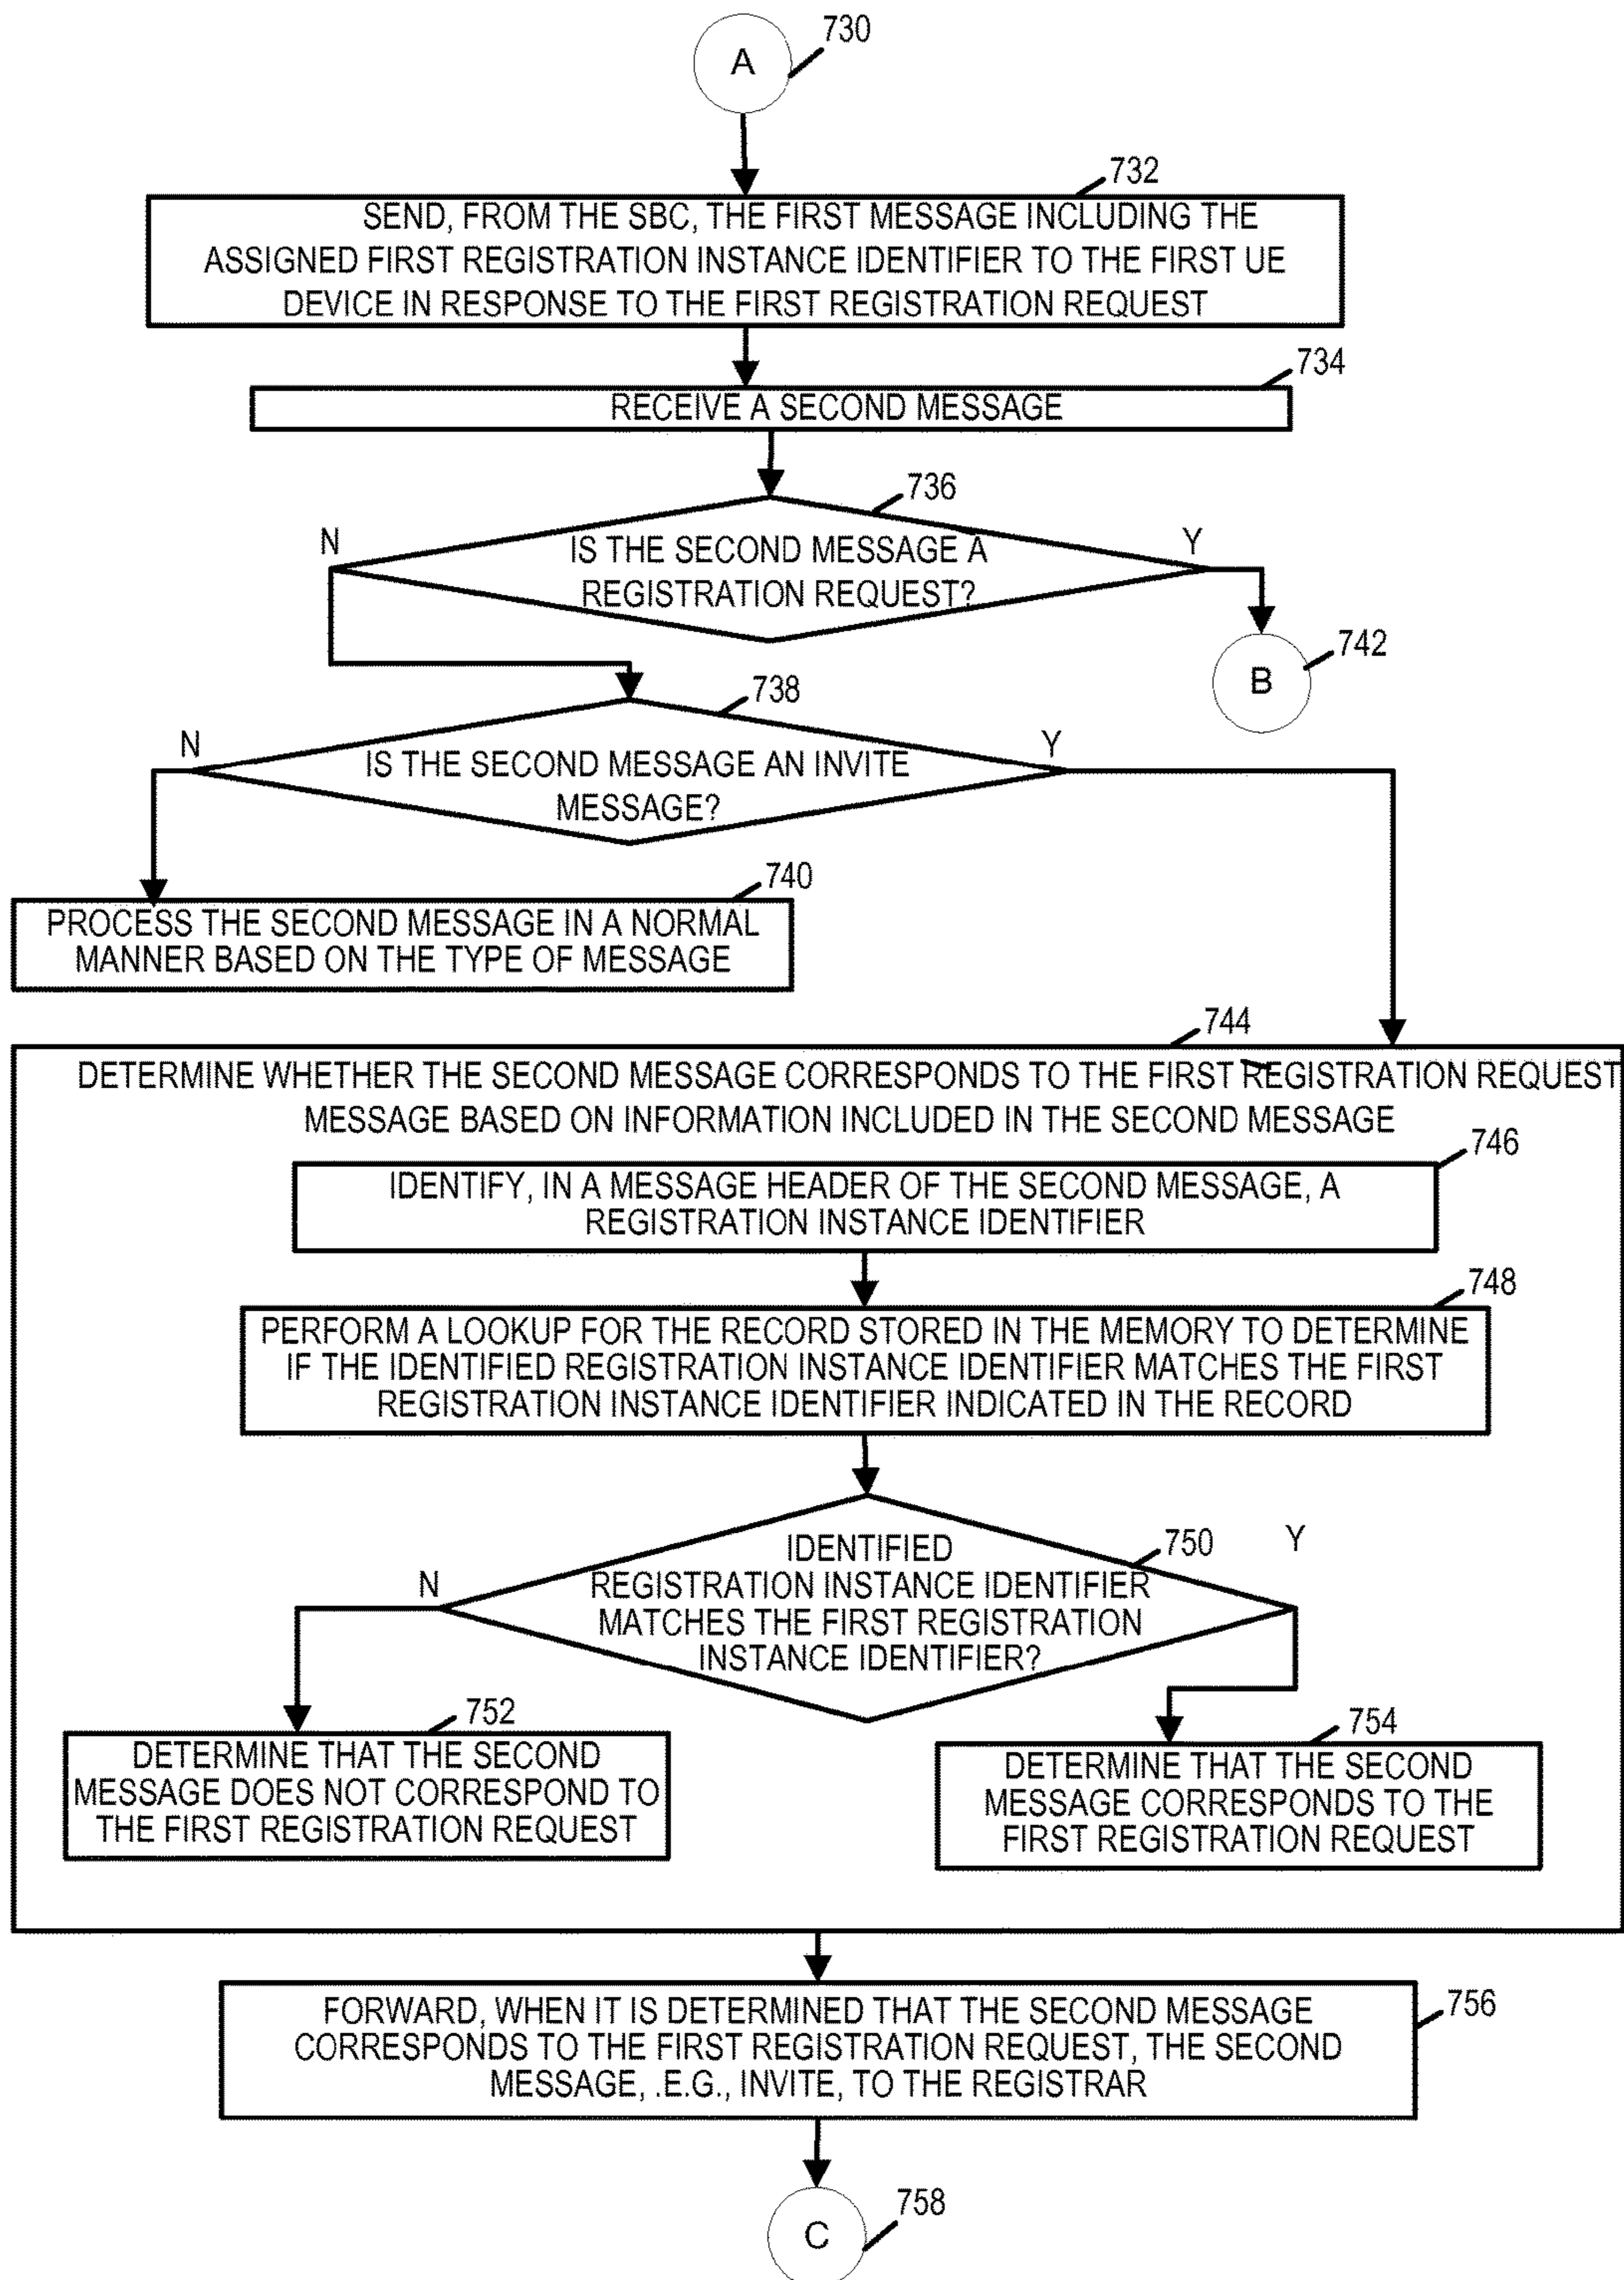 A
730
732
SEND, FROM THE SBC, THE FIRST MESSAGE INCLUDING THE
ASSIGNED FIRST REGISTRATION INSTANCE IDENTIFIER TO THE FIRST UE
DEVICE IN RESPONSE TO THE FIRST REGISTRATION REQUEST
734
RECEIVE A SECOND MESSAGE
736
N
IS THE SECOND MESSAGE A
REGISTRATION REQUEST?
Y
742
B
738
N
IS THE SECOND MESSAGE AN INVITE
MESSAGE?
Y
740
PROCESS THE SECOND MESSAGE IN A NORMAL
MANNER BASED ON THE TYPE OF MESSAGE
744
DETERMINE WHETHER THE SECOND MESSAGE CORRESPONDS TO THE FIRST REGISTRATION REQUEST
MESSAGE BASED ON INFORMATION INCLUDED IN THE SECOND MESSAGE
746
IDENTIFY, IN A MESSAGE HEADER OF THE SECOND MESSAGE, A
REGISTRATION INSTANCE IDENTIFIER
748
PERFORM A LOOKUP FOR THE RECORD STORED IN THE MEMORY TO DETERMINE
IF THE IDENTIFIED REGISTRATION INSTANCE IDENTIFIER MATCHES THE FIRST
REGISTRATION INSTANCE IDENTIFIER INDICATED IN THE RECORD
750
N
IDENTIFIED
REGISTRATION INSTANCE IDENTIFIER
MATCHES THE FIRST REGISTRATION
INSTANCE IDENTIFIER?
Y
752
DETERMINE THAT THE SECOND
MESSAGE DOES NOT CORRESPOND TO
THE FIRST REGISTRATION REQUEST
754
DETERMINE THAT THE SECOND
MESSAGE CORRESPONDS TO THE
FIRST REGISTRATION REQUEST
756
FORWARD, WHEN IT IS DETERMINED THAT THE SECOND MESSAGE
CORRESPONDS TO THE FIRST REGISTRATION REQUEST, THE SECOND
MESSAGE, .E.G., INVITE, TO THE REGISTRAR
758
C